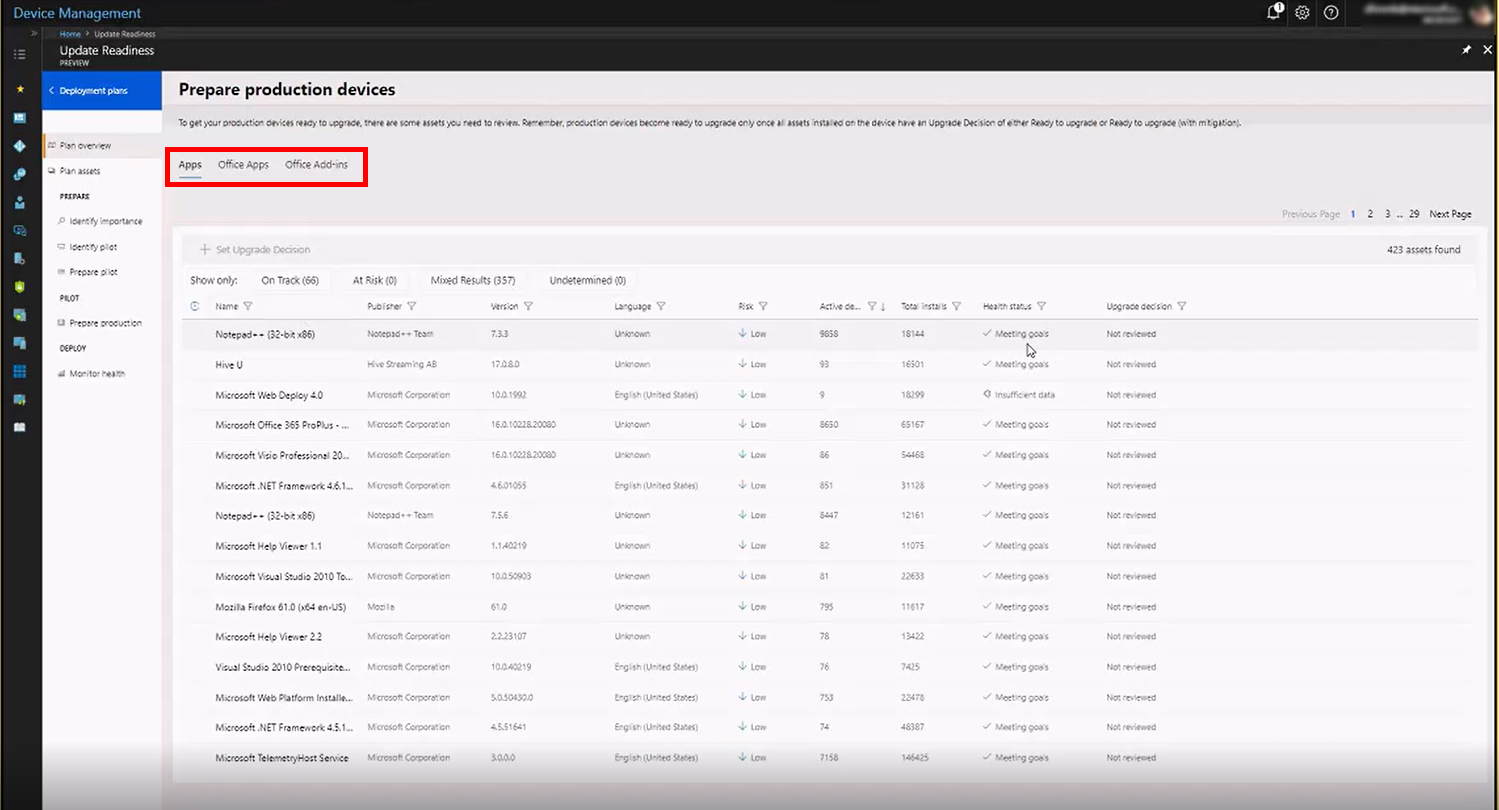 Device Management
1
Home > Update Readiness
Update Readiness
PREVIEW
Deployment plans
Plan overview
Plan assets
PREPARE
Identify importance
Identify pilot
Prepare pilot
PILOT
Prepare production
DEPLOY
Monitor health
Prepare production devices
To get your production devices ready to upgrade, there are some assets you need to review. Remember, production devices become ready to upgrade only once all assets installed on the device have an Upgrade Decision of either Ready to upgrade or Ready to upgrade (with mitigation).
Apps Office Apps Office Add-ins
Previous Page 1 2 3 ... 29 Next Page
+ Set Upgrade Decision 423 assets found
Show only: On Track (66) At Risk (0) Mixed Results (357) Undetermined (0)
Name Publisher Version Language Risk Active de... Total installs Health status Upgrade decision
Notepad++ (32-bit x86) Notepad++ Team 7.3.3 Unknown Low 9858 18144 Meeting goals Not reviewed
Hive U Hive Streaming AB 17.0.8.0 Unknown Low 93 16501 Meeting goals Not reviewed
Microsoft Web Deploy 4.0 Microsoft Corporation 10.0.1992 English (United States) Low 9 18299 Insufficient data Not reviewed
Microsoft Office 365 ProPlus - ... Microsoft Corporation 16.0.10228.20080 Unknown Low 8650 65167 Meeting goals Not reviewed
Microsoft Visio Professional 20... Microsoft Corporation 16.0.10228.20080 Unknown Low 86 54468 Meeting goals Not reviewed
Microsoft .NET Framework 4.6.1... Microsoft Corporation 4.6.01055 English (United States) Low 851 31128 Meeting goals Not reviewed
Notepad++ (32-bit x86) Notepad++ Team 7.5.6 Unknown Low 8447 12161 Meeting goals Not reviewed
Microsoft Help Viewer 1.1 Microsoft Corporation 1.1.40219 Unknown Low 82 11075 Meeting goals Not reviewed
Microsoft Visual Studio 2010 To... Microsoft Corporation 10.0.50903 Unknown Low 81 22633 Meeting goals Not reviewed
Mozilla Firefox 61.0 (x64 en-US) Mozilla 61.0 Unknown Low 795 11617 Meeting goals Not reviewed
Microsoft Help Viewer 2.2 Microsoft Corporation 2.2.23107 Unknown Low 78 13422 Meeting goals Not reviewed
Visual Studio 2010 Prerequisite... Microsoft Corporation 10.0.40219 English (United States) Low 76 7425 Meeting goals Not reviewed
Microsoft Web Platform Installe... Microsoft Corporation 5.0.50430.0 English (United States) Low 753 22478 Meeting goals Not reviewed
Microsoft .NET Framework 4.5.1... Microsoft Corporation 4.5.51641 English (United States) Low 74 48387 Meeting goals Not reviewed
Microsoft TelemetryHost Service Microsoft Corporation 3.0.0.0 English (United States) Low 7158 146425 Meeting goals Not reviewed